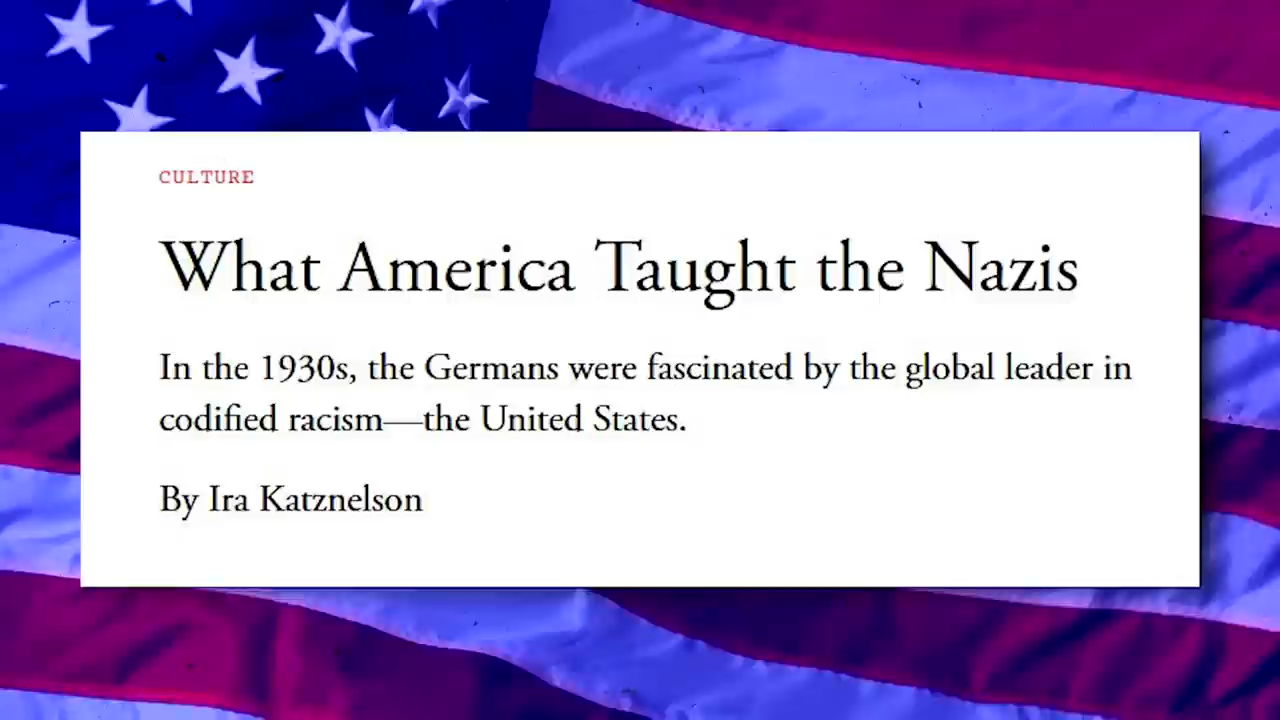 CULTURE
What America Taught the Nazis
In the 1930s, the Germans were fascinated by the global leader in
codified racism—the United States.
By Ira Katznelson